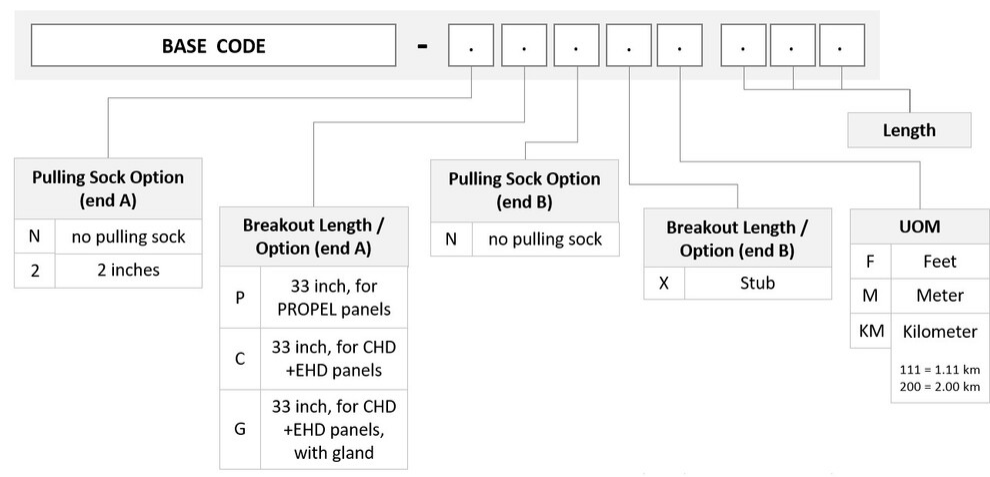 BASE CODE - . . . . . . . .
Length
Pulling Sock Option
(end A)
N no pulling sock
2 2 inches
Breakout Length /
Option (end A)
P 33 inch, for
PROPEL panels
C 33 inch, for CHD
+EHD panels
G 33 inch, for CHD
+EHD panels,
with gland
Pulling Sock Option
(end B)
N no pulling sock
Breakout Length /
Option (end B)
X Stub
UOM
F Feet
M Meter
KM Kilometer
111 = 1.11 km
200 = 2.00 km